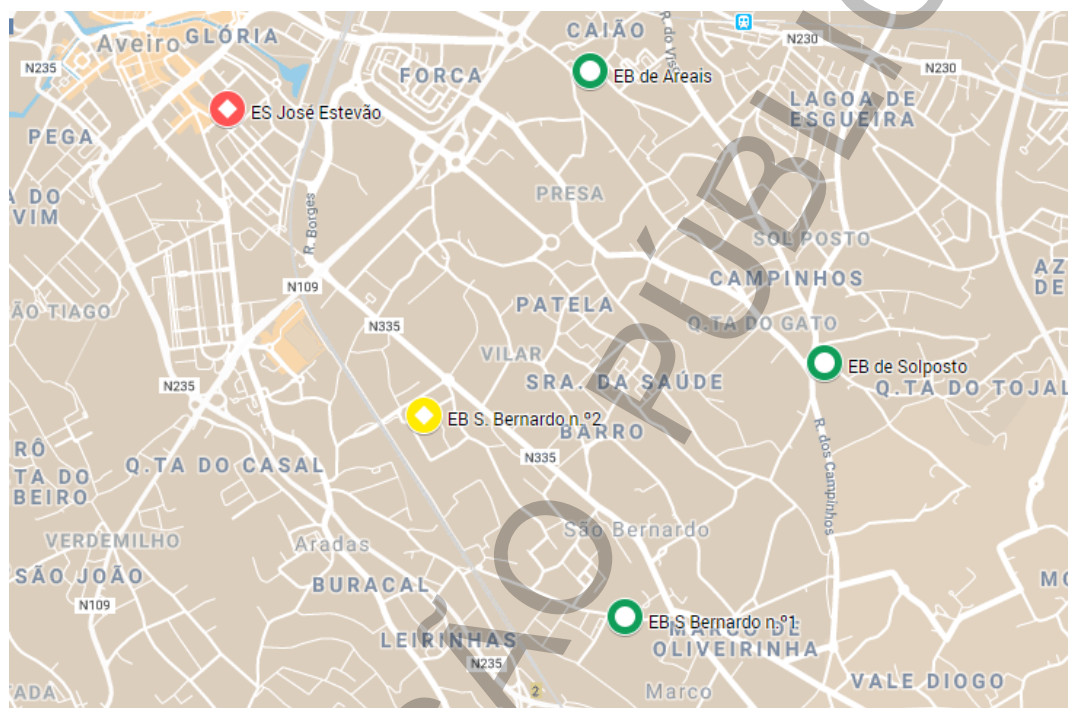 CAIÃO
Aveiro
GLÓRIA
R. do Viso
N230
N235
FORCA
EB de Areais
N230
ES José Estevão
LAGOA DE
ESGUEIRA
PEGA
PRESA
R. Borges
SOL POSTO
CAMPINHOS
N109
ÃO TIAGO
PATELA
Q.TA DO GATO
N335
VILAR
EB de Solposto
N235
SRA. DA SAÚDE
Q.TA DO TOJAL
EB S. Bernardo n.º2
BARRO
N335
R. dos Campinhos
Q.TA DO CASAL
TA DO
BEIRO
São Bernardo
VERDEMILHO
Aradas
SÃO JOÃO
BURACAL
N109
EB S Bernardo n.º1
MARCO DE
OLIVEIRINHA
LEIRINHAS
N235
VALE DIOGO
2
Marco